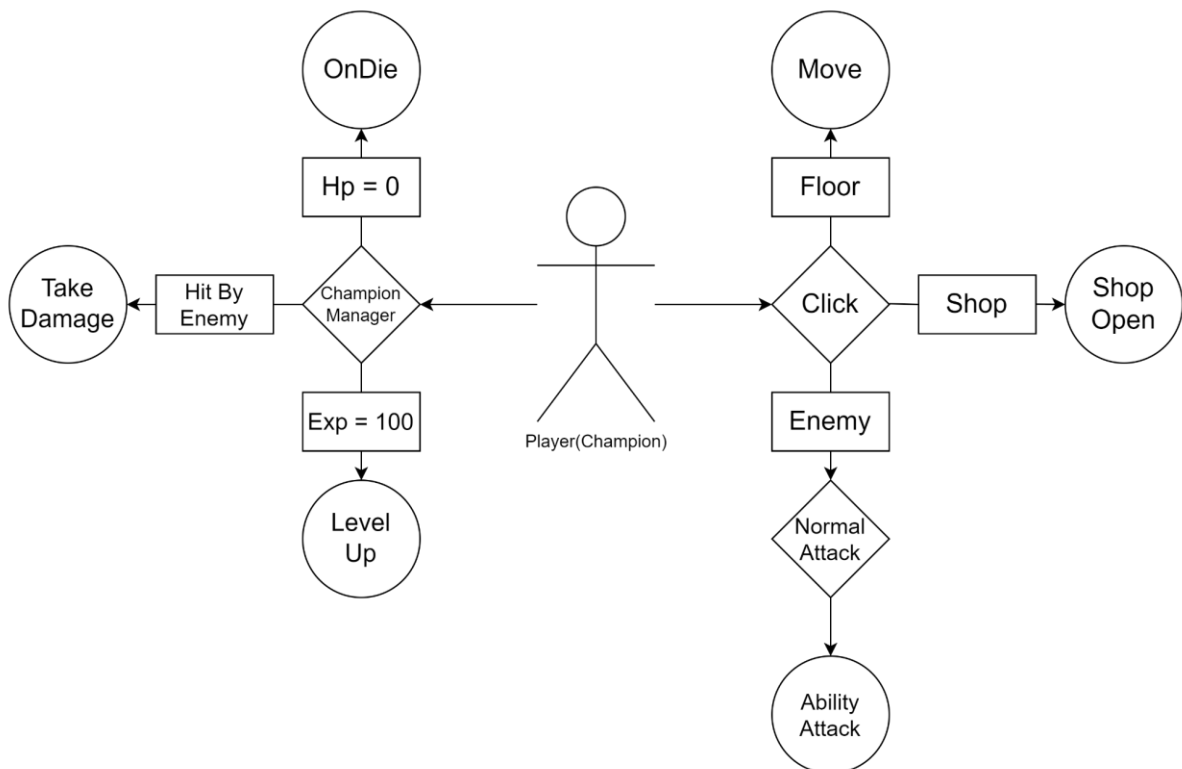 OnDie
Move
Hp = 0
Floor
Take
Damage
Hit By
Enemy
Champion
Manager
Click
Shop
Shop
Open
Exp = 100
Enemy
Player(Champion)
Level
Up
Normal
Attack
Ability
Attack